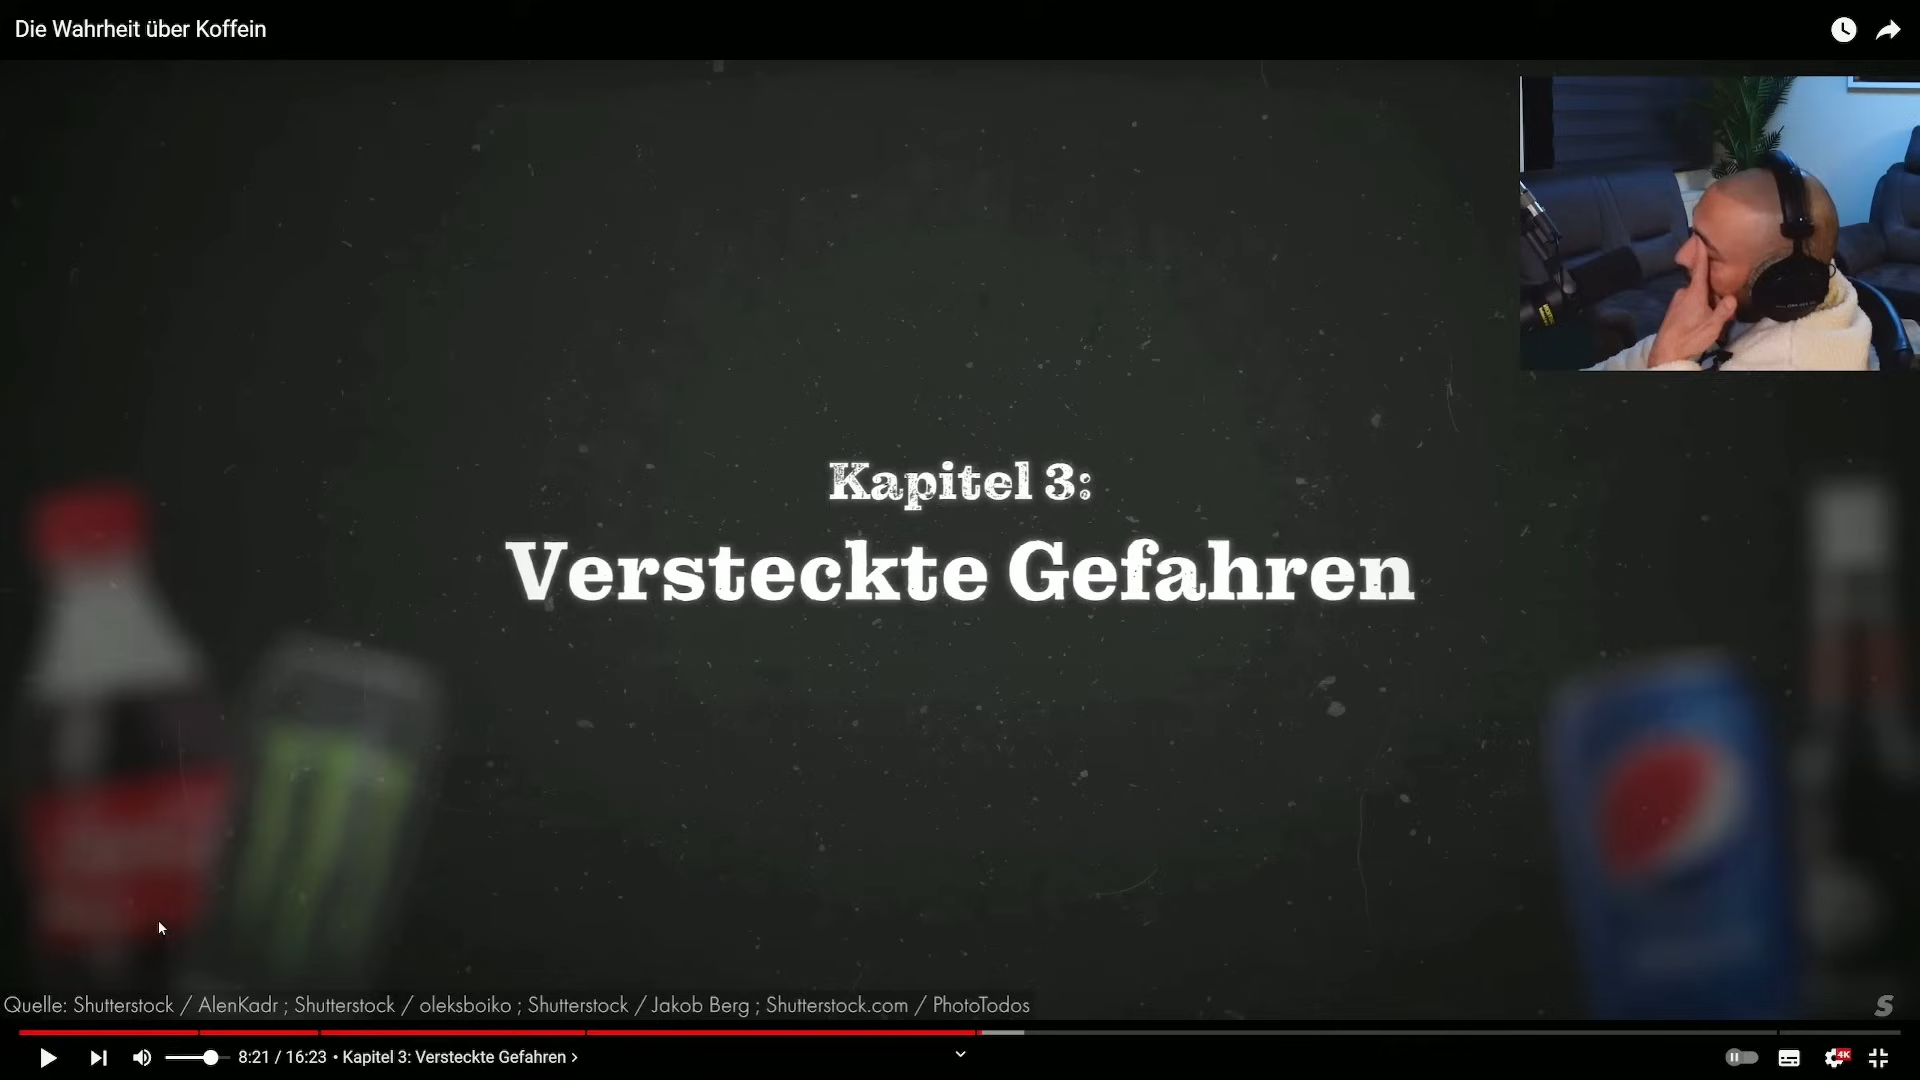 Die Wahrheit über Koffein
Kapitel 3:
Versteckte Gefahren
Quelle: Shutterstock / AlenKadr ; Shutterstock / oleksboiko ; Shutterstock / Jakob Berg ; Shutterstock.com / PhotoTodos
S
8:21 / 16:23 • Kapitel 3: Versteckte Gefahren ›
4K